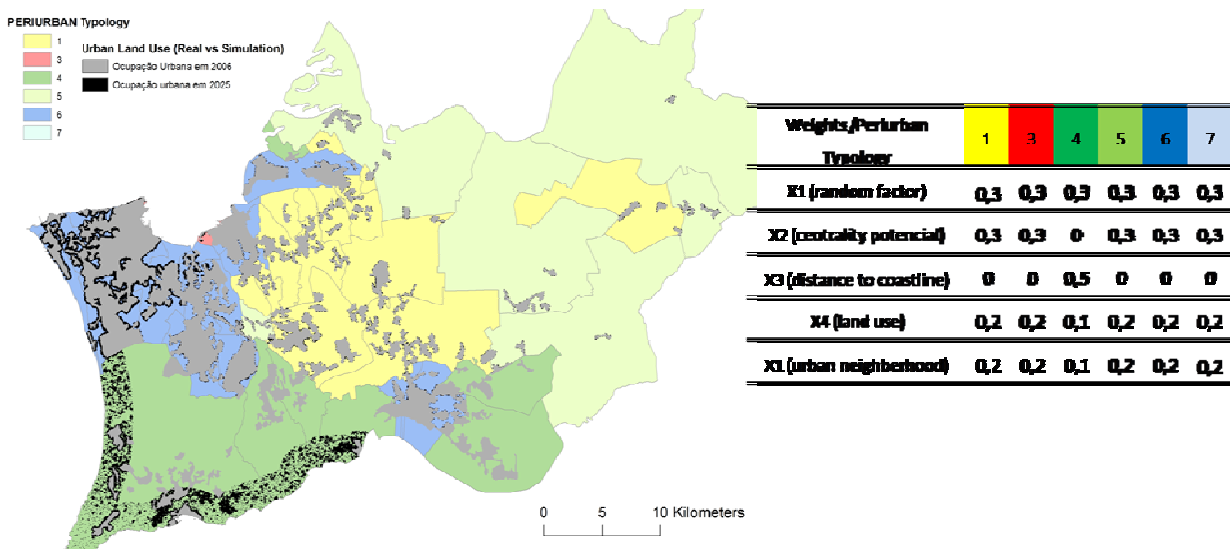 PERIURBAN Typology
1
3
4
5
6
7
Urban Land Use (Real vs Simulation)
Ocupação Urbana em 2006
Ocupação urbana em 2025
0 5 10 Kilometers
Weights/Periurban Typology 1 3 4 5 6 7
X1 (random factor) 0,3 0,3 0,3 0,3 0,3 0,3
X2 (centrality potencial) 0,3 0,3 0 0,3 0,3 0,3
X3 (distance to coastline) 0 0 0,5 0 0 0
X4 (land use) 0,2 0,2 0,1 0,2 0,2 0,2
X1 (urban neighborhood) 0,2 0,2 0,1 0,2 0,2 0,2